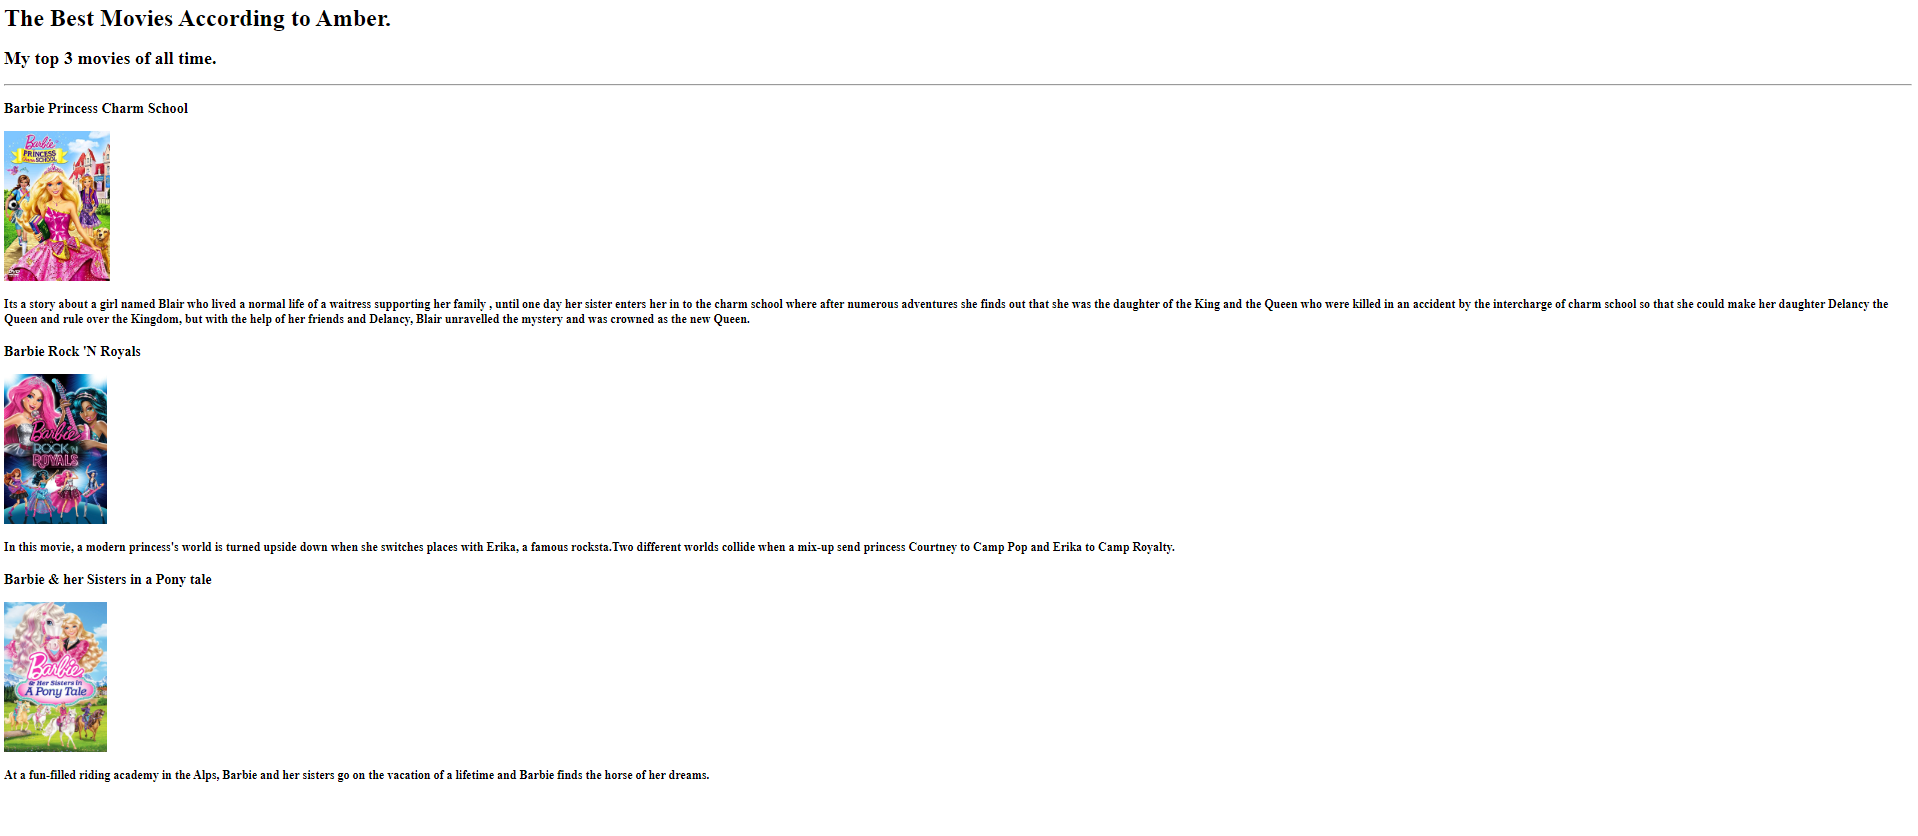 The Best Movies According to Amber.
My top 3 movies of all time.
Barbie Princess Charm School
Barbie
PRINCESS
Charm SCHOOL
Its a story about a girl named Blair who lived a normal life of a waitress supporting her family , until one day her sister enters her in to the charm school where after numerous adventures she finds out that she was the daughter of the King and the Queen who were killed in an accident by the intercharge of charm school so that she could make her daughter Delancy the
Queen and rule over the Kingdom, but with the help of her friends and Delancy, Blair unravelled the mystery and was crowned as the new Queen.
Barbie Rock 'N Royals
Barbie
ROCK 'N
ROYALS
In this movie, a modern princess's world is turned upside down when she switches places with Erika, a famous rocksta.Two different worlds collide when a mix-up send princess Courtney to Camp Pop and Erika to Camp Royalty.
Barbie & her Sisters in a Pony tale
Barbie
& Her Sisters in
A Pony Tale
At a fun-filled riding academy in the Alps, Barbie and her sisters go on the vacation of a lifetime and Barbie finds the horse of her dreams.